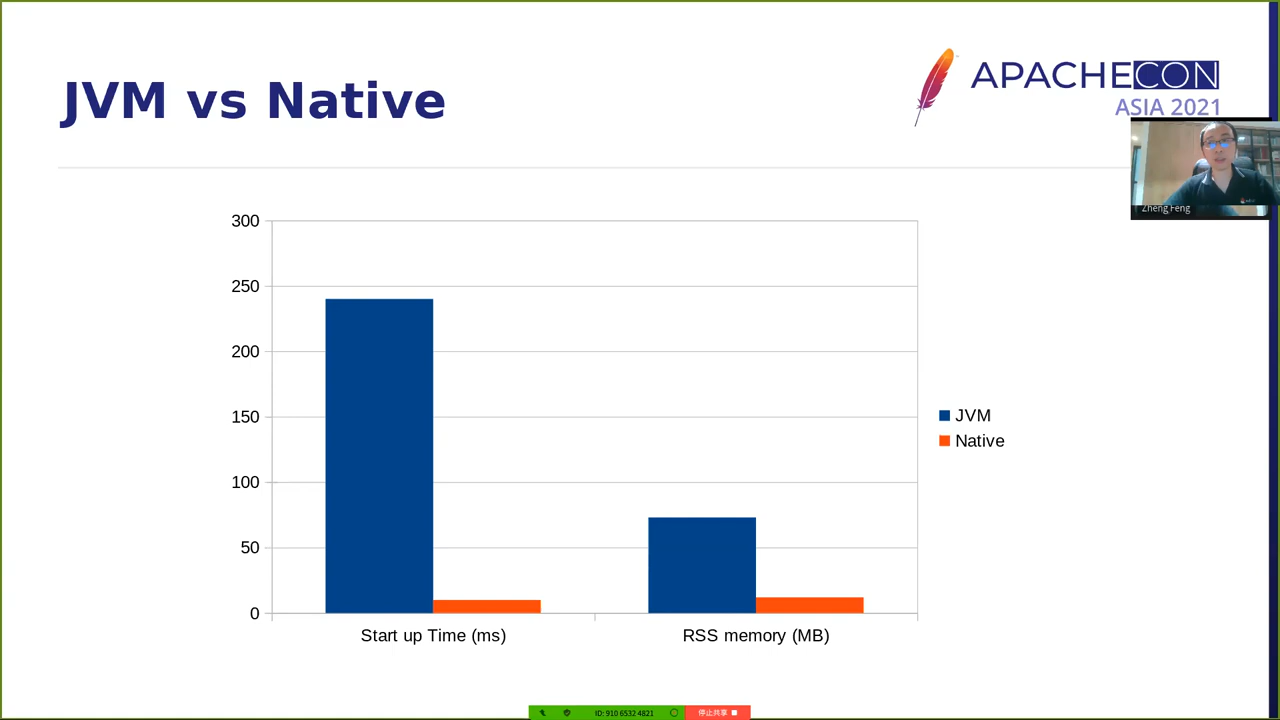 JVM vs Native
APACHECON
ASIA 2021
Zheng Feng
300
250
200
150
100
50
0
Start up Time (ms)
RSS memory (MB)
JVM
Native
ID: 910 6532 4821
停止共享